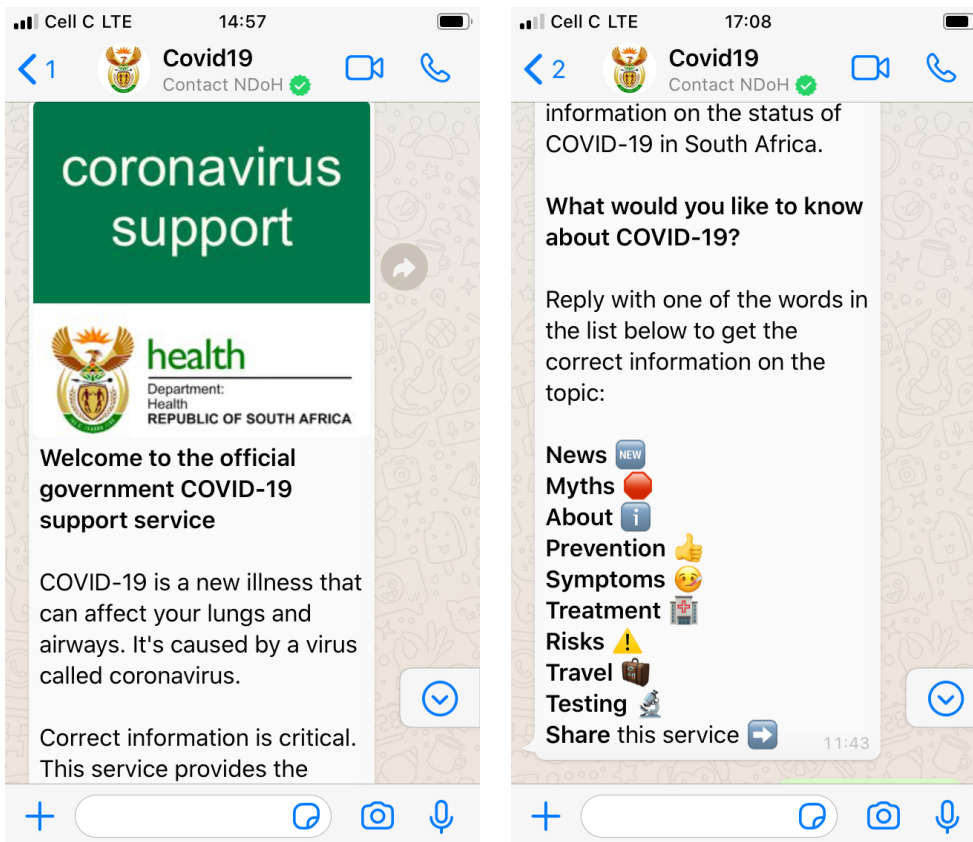 Cell C LTE 14:57
1 Covid19
Contact NDoH
coronavirus
support
health
Department:
Health
REPUBLIC OF SOUTH AFRICA
Welcome to the official
government COVID-19
support service
COVID-19 is a new illness that
can affect your lungs and
airways. It's caused by a virus
called coronavirus.
Correct information is critical.
This service provides the
Cell C LTE 17:08
2 Covid19
Contact NDoH
information on the status of
COVID-19 in South Africa.
What would you like to know
about COVID-19?
Reply with one of the words in
the list below to get the
correct information on the
topic:
News 🆕
Myths 🛑
About ℹ️
Prevention 👍
Symptoms 🤒
Treatment 🏥
Risks ⚠️
Travel 🧳
Testing 🔬
Share this service ➡️
11:43